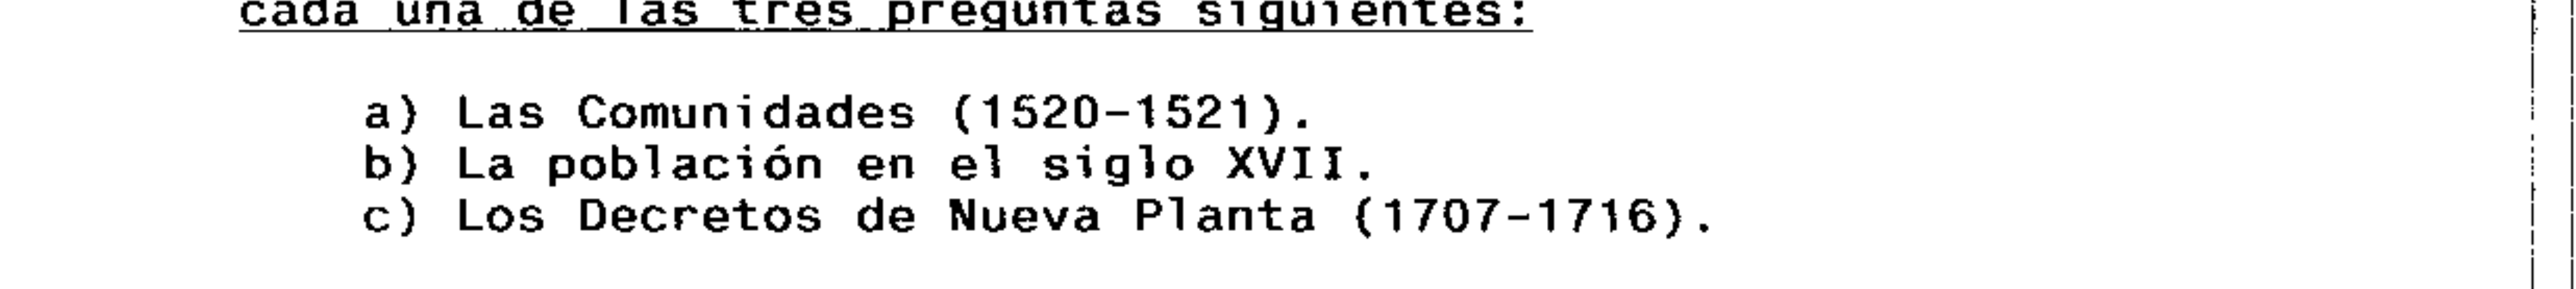 cada una de las tres preguntas siguientes:
a) Las Comunidades (1520-1521).
b) La población en el siglo XVII.
c) Los Decretos de Nueva Planta (1707-1716).